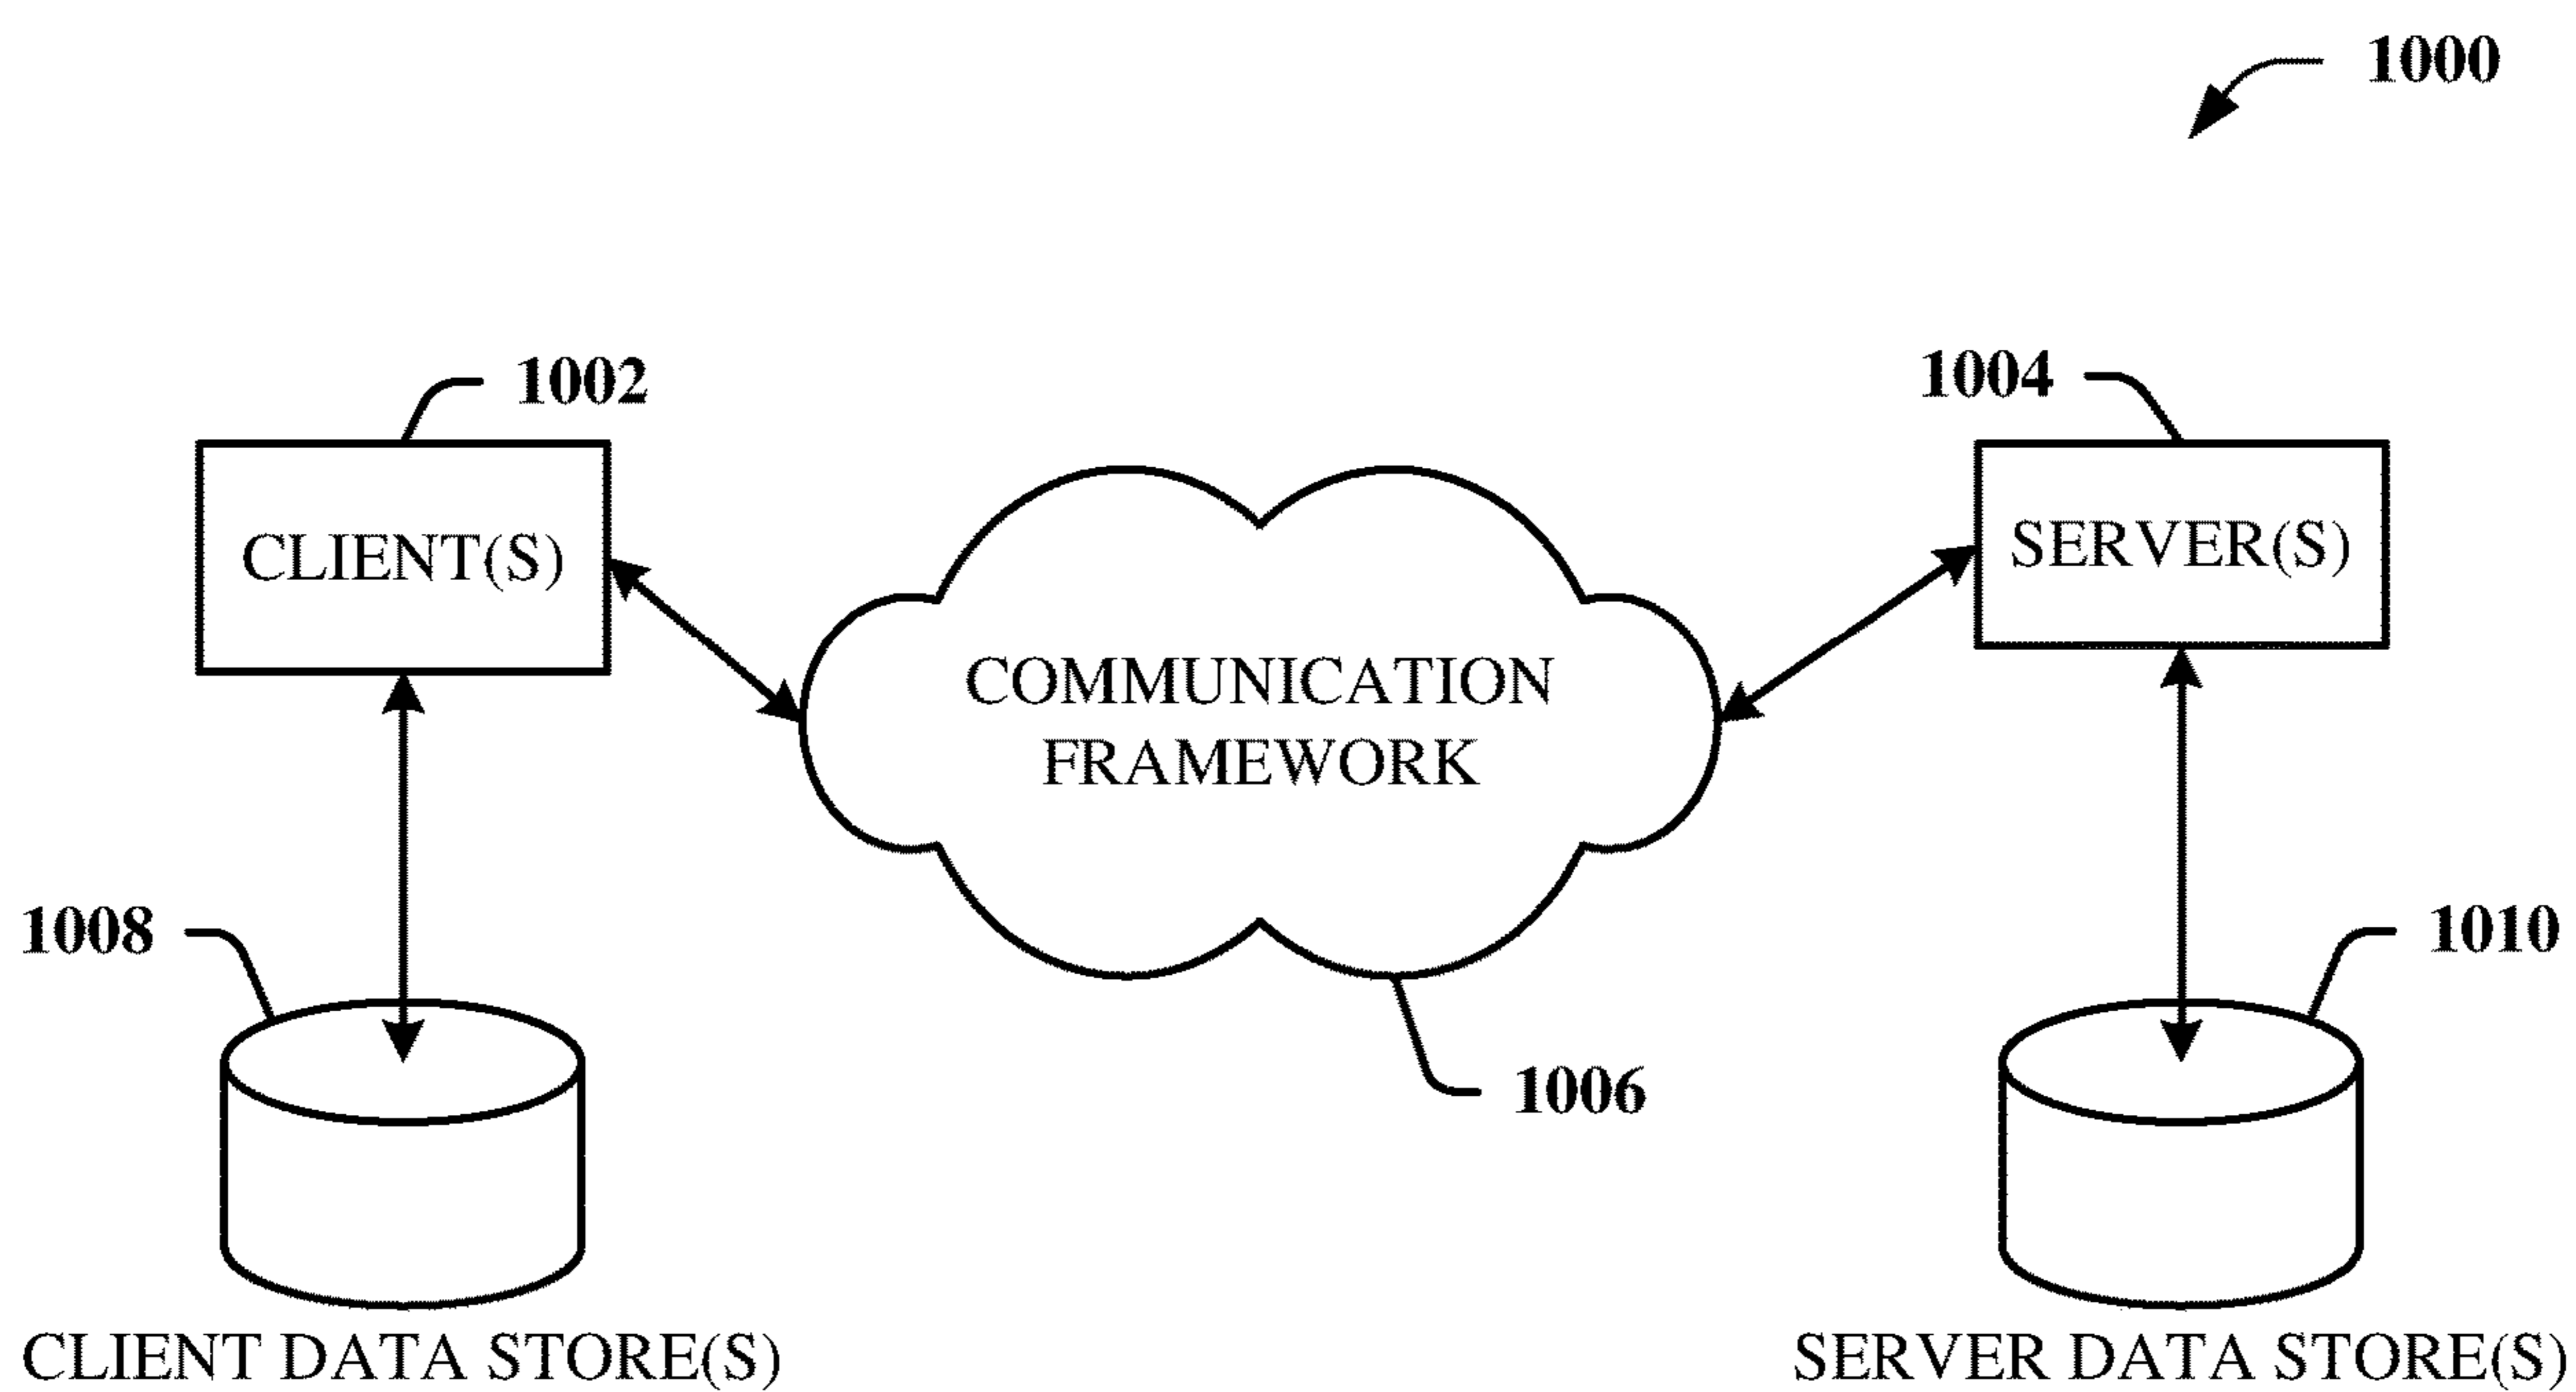 1000
1002
1004
CLIENT(S)
SERVER(S)
COMMUNICATION
FRAMEWORK
1008
1010
1006
CLIENT DATA STORE(S)
SERVER DATA STORE(S)